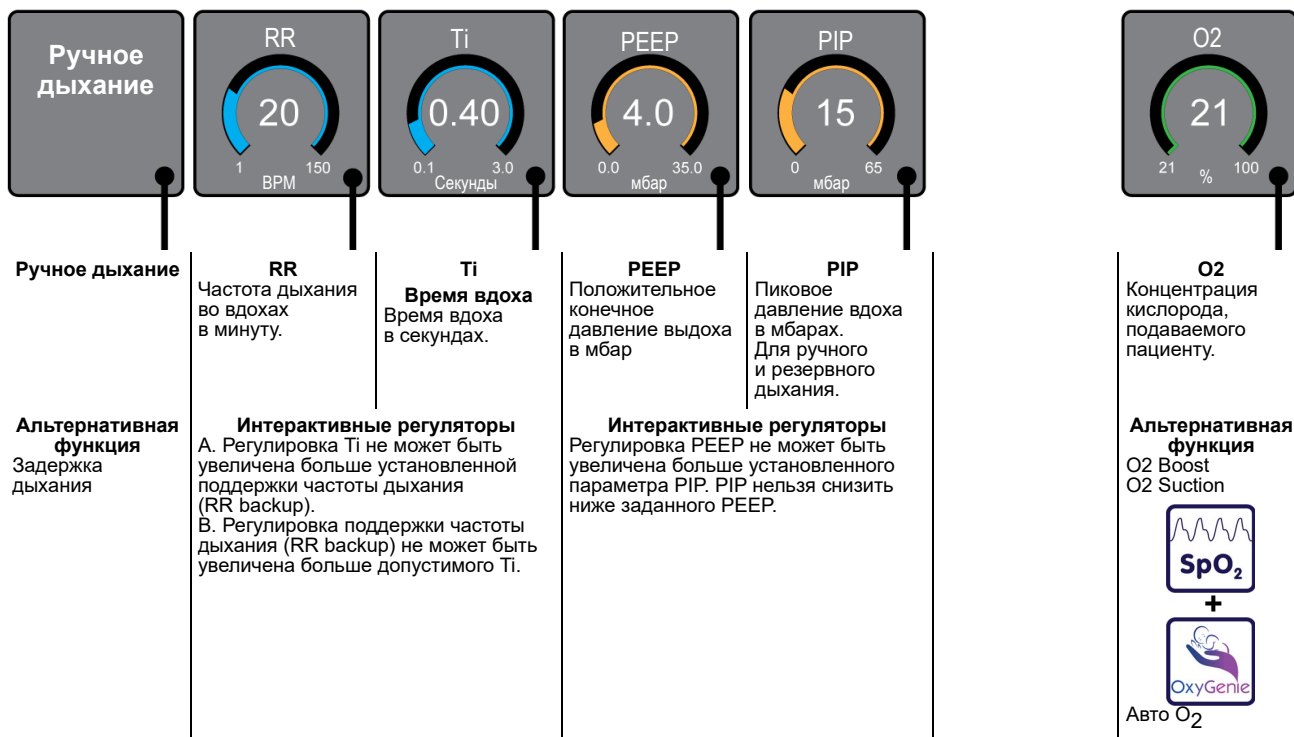 Ручное
дыхание
RR
20
1 150
BPM
Ti
0.40
0.1 3.0
Секунды
PEEP
4.0
0.0 35.0
мбар
PIP
15
0 65
мбар
O2
21
21 100
%
Ручное дыхание
RR
Частота дыхания
во вдохах
в минуту.
Ti
Время вдоха
Время вдоха
в секундах.
PEEP
Положительное
конечное
давление выдоха
в мбар
PIP
Пиковое
давление вдоха
в мбарах.
Для ручного
и резервного
дыхания.
O2
Концентрация
кислорода,
подаваемого
пациенту.
Альтернативная
функция
Задержка
дыхания
Интерактивные регуляторы
A. Регулировка Ti не может быть
увеличена больше установленной
поддержки частоты дыхания
(RR backup).
B. Регулировка поддержки частоты
дыхания (RR backup) не может быть
увеличена больше допустимого Ti.
Интерактивные регуляторы
Регулировка PEEP не может быть
увеличена больше установленного
параметра PIP. PIP нельзя снизить
ниже заданного PEEP.
Альтернативная
функция
O2 Boost
O2 Suction
SpO₂
+
OxyGenie
Авто O₂